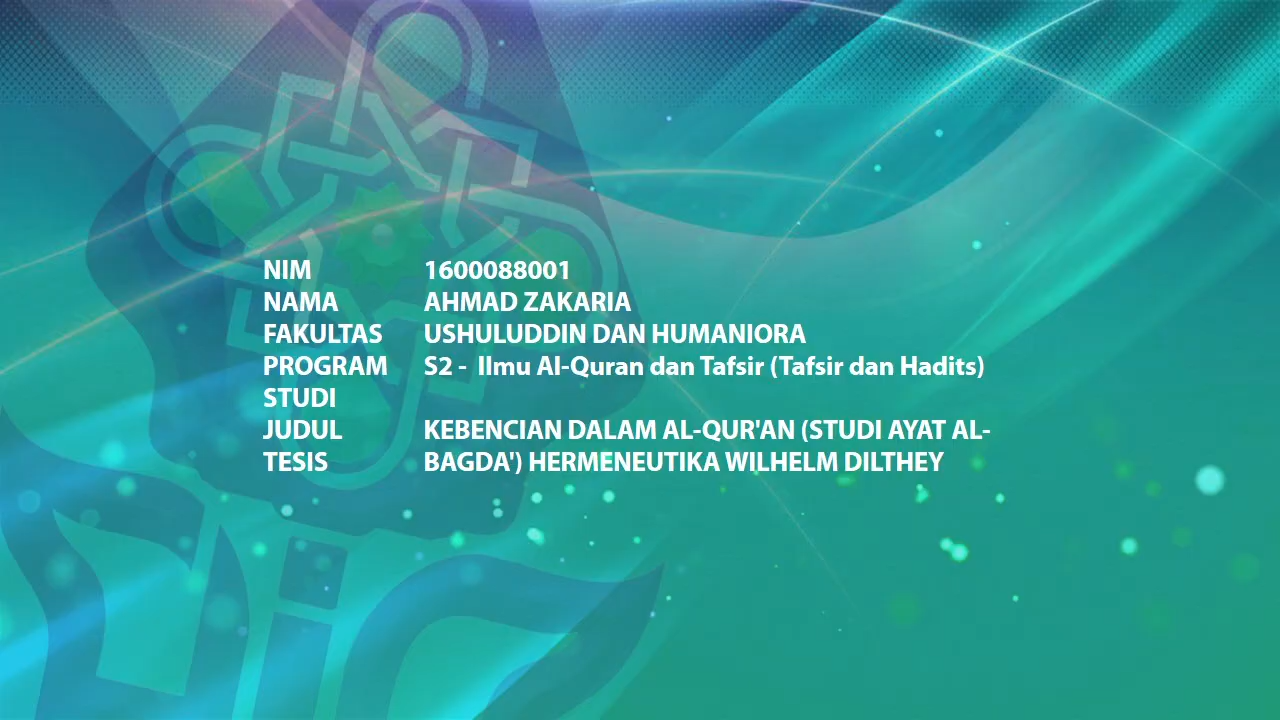 NIM 1600088001
NAMA AHMAD ZAKARIA
FAKULTAS USHULUDDIN DAN HUMANIORA
PROGRAM S2 - Ilmu Al-Quran dan Tafsir (Tafsir dan Hadits)
STUDI
JUDUL KEBENCIAN DALAM AL-QUR'AN (STUDI AYAT AL-
TESIS BAGDA') HERMENEUTIKA WILHELM DILTHEY